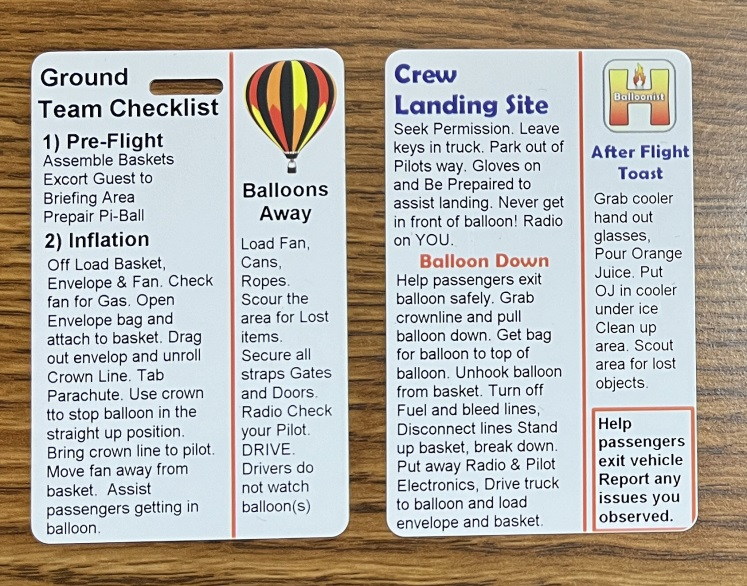 Ground
Team Checklist
1) Pre-Flight
Assemble Baskets
Excort Guest to
Briefing Area
Prepair Pi-Ball
2) Inflation
Off Load Basket,
Envelope & Fan. Check
fan for Gas. Open
Envelope bag and
attach to basket. Drag
out envelop and unroll
Crown Line. Tab
Parachute. Use crown
tto stop balloon in the
straight up position.
Bring crown line to pilot.
Move fan away from
basket. Assist
passengers getting in
balloon.
Balloons
Away
Load Fan,
Cans,
Ropes.
Scour the
area for Lost
items.
Secure all
straps Gates
and Doors.
Radio Check
your Pilot.
DRIVE.
Drivers do
not watch
balloon(s)
Crew
Landing Site
Seek Permission. Leave
keys in truck. Park out of
Pilots way. Gloves on
and Be Prepaired to
assist landing. Never get
in front of balloon! Radio
on YOU.
Balloon Down
Help passengers exit
balloon safely. Grab
crownline and pull
balloon down. Get bag
for balloon to top of
balloon. Unhook balloon
from basket. Turn off
Fuel and bleed lines,
Disconnect lines Stand
up basket, break down.
Put away Radio & Pilot
Electronics, Drive truck
to balloon and load
envelope and basket.
H
Balloonist
After Flight
Toast
Grab cooler
hand out
glasses,
Pour Orange
Juice. Put
OJ in cooler
under ice
Clean up
area. Scout
area for lost
objects.
Help
passengers
exit vehicle
Report any
issues you
observed.